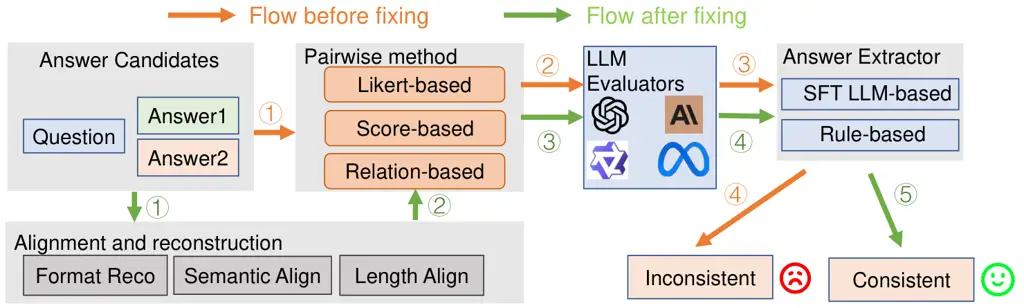 Flow before fixing
Flow after fixing
Answer Candidates
Question
Answer1
Answer2
①
Pairwise method
Likert-based
Score-based
Relation-based
②
③
LLM
Evaluators
③
④
Answer Extractor
SFT LLM-based
Rule-based
①
②
④
⑤
Alignment and reconstruction
Format Reco
Semantic Align
Length Align
Inconsistent
Consistent